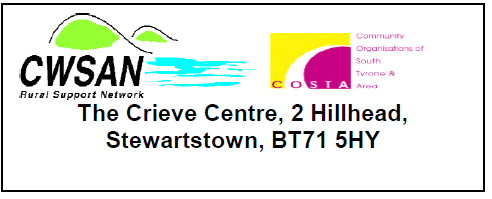 CWSAN
Rural Support Network
COSTA
Community
Organisations of
South
Tyrone &
Area
The Crieve Centre, 2 Hillhead,
Stewartstown, BT71 5HY